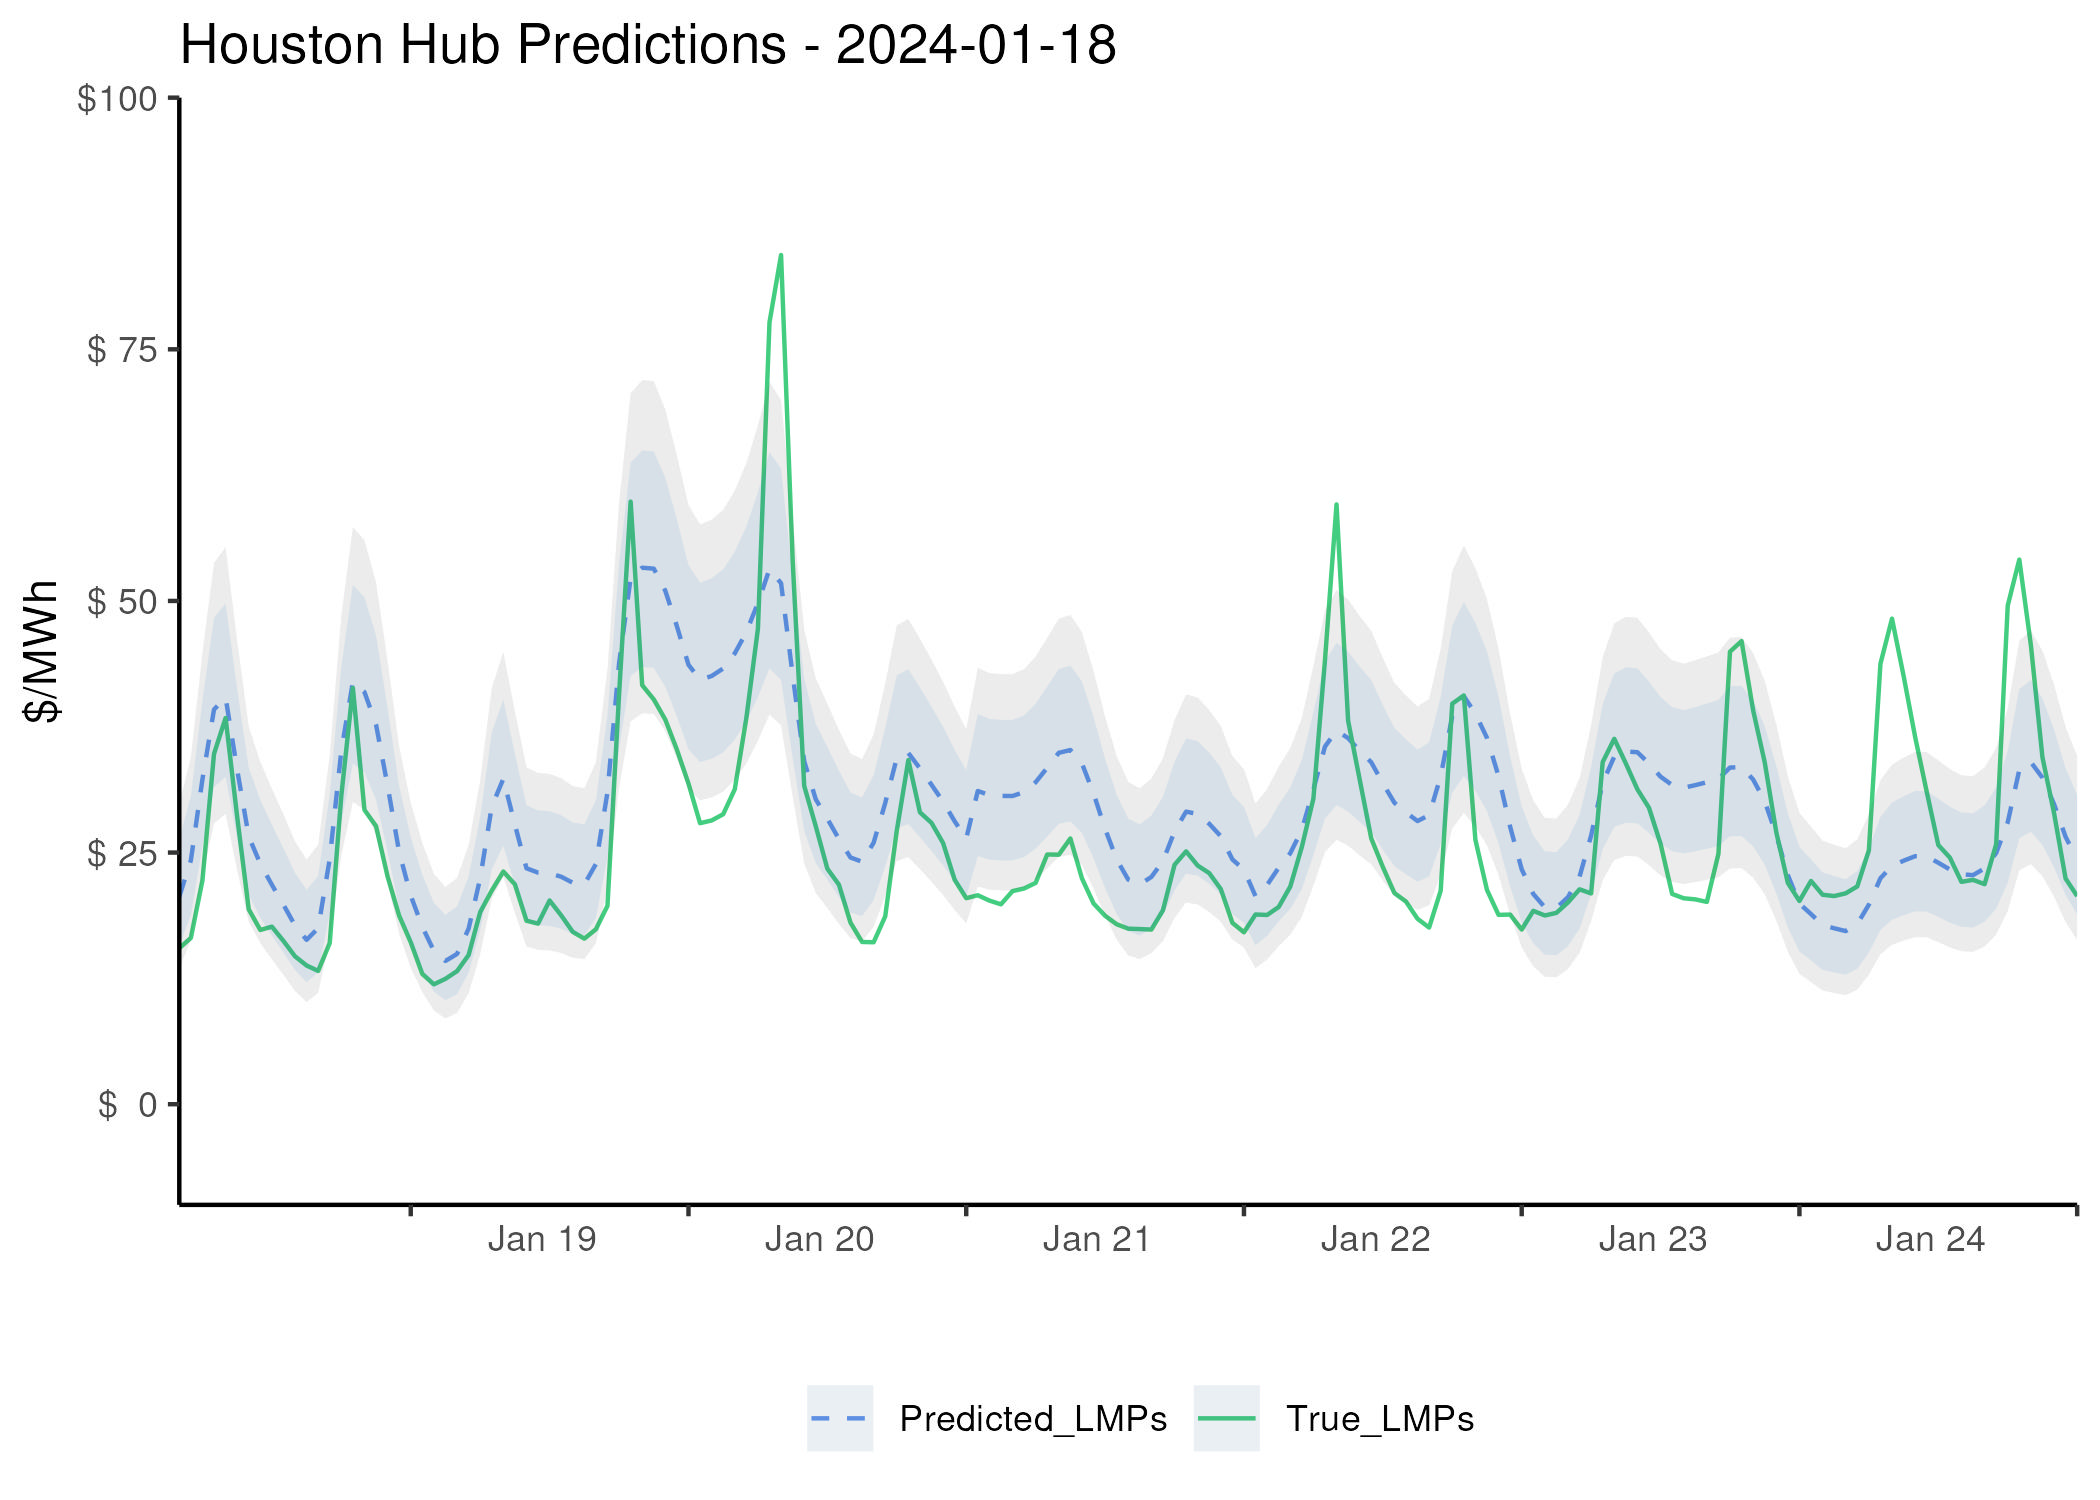 Houston Hub Predictions - 2024-01-18
$100
$ 75
$ 50
$ 25
$ 0
$/MWh
Jan 19 Jan 20 Jan 21 Jan 22 Jan 23 Jan 24
Predicted_LMPs True_LMPs